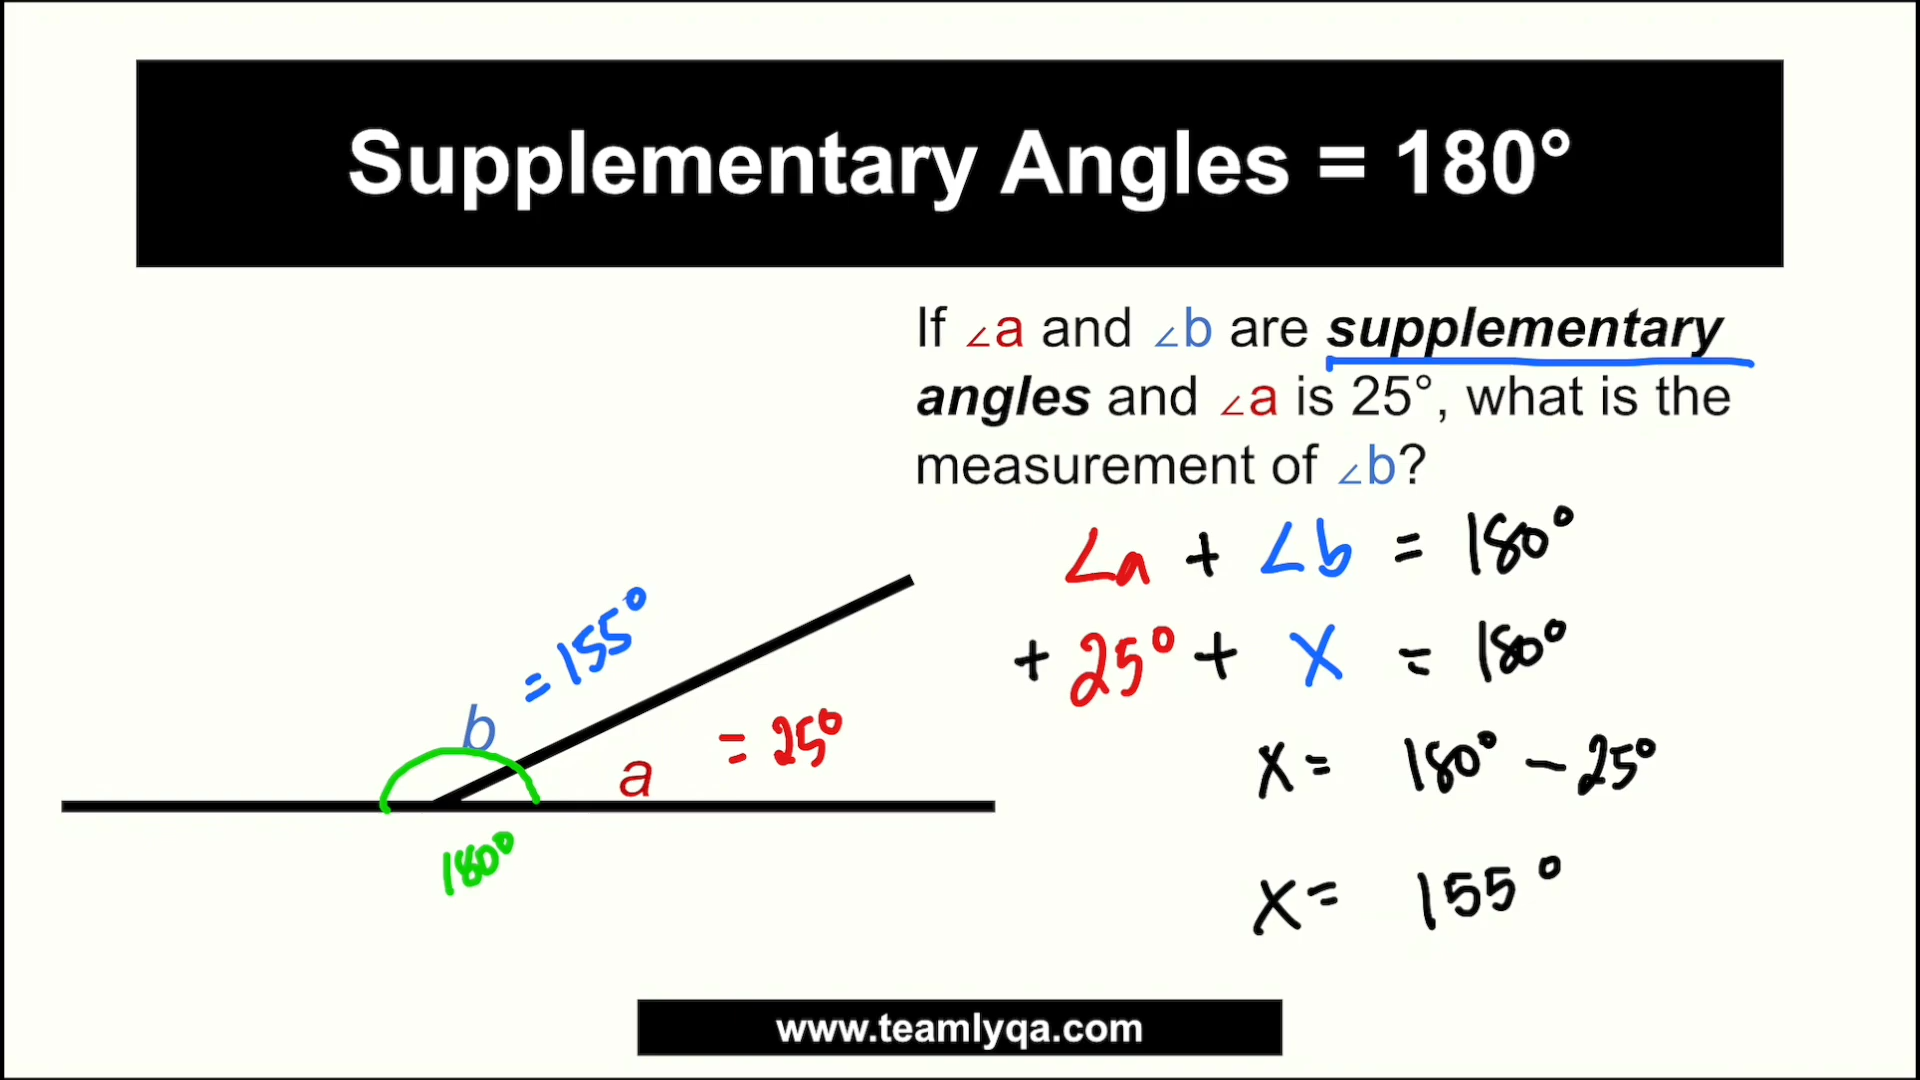 Supplementary Angles = 180°
If ∠a and ∠b are supplementary
angles and ∠a is 25°, what is the
measurement of ∠b?
∠a + ∠b = 180°
+ 25° + x = 180°
x = 180° - 25°
x = 155°
b = 155°
a = 25°
180°
www.teamlyqa.com